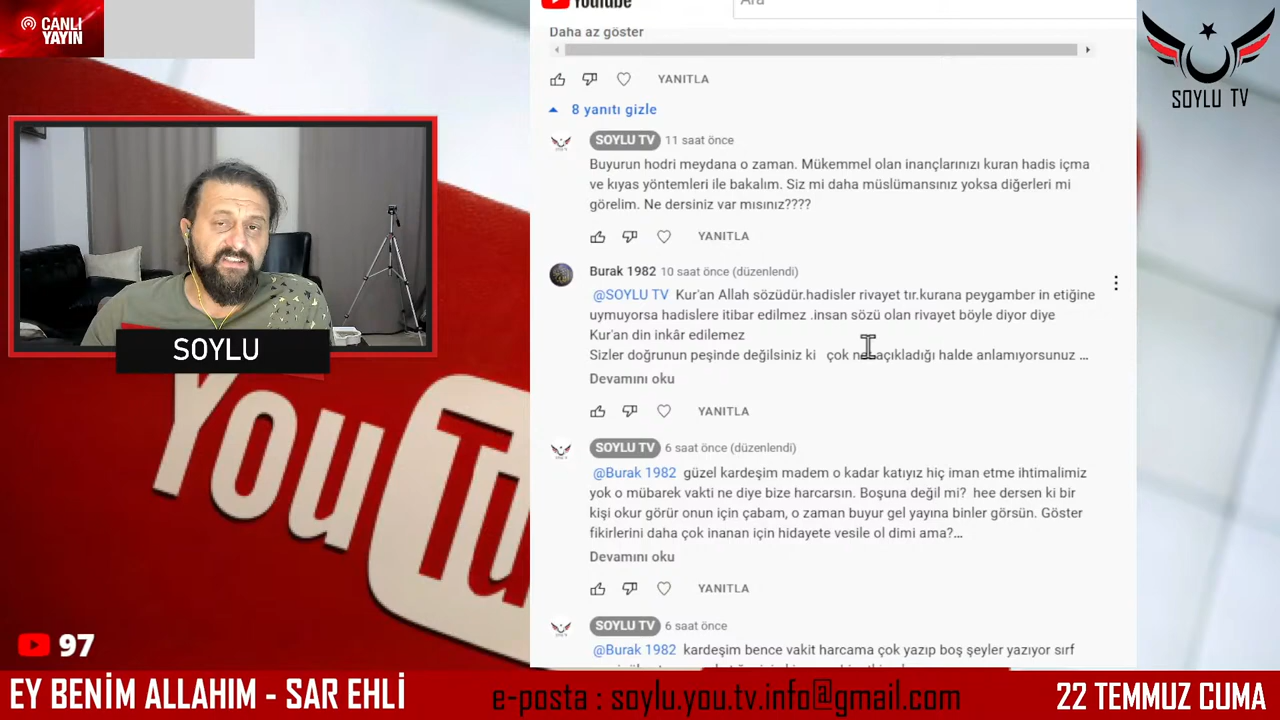 CANLI
YAYIN
YouTube
Ara
SOYLU TV
Daha az göster
YANITLA
8 yanıtı gizle
SOYLU TV 11 saat önce
Buyurun hodri meydana o zaman. Mükemmel olan inançlarınızı kuran hadis içma
ve kıyas yöntemleri ile bakalım. Siz mi daha müslümansınız yoksa diğerleri mi
görelim. Ne dersiniz var mısınız????
YANITLA
Burak 1982 10 saat önce (düzenlendi)
@SOYLU TV Kur'an Allah sözüdür.hadisler rivayet tır.kurana peygamber in etiğine
uymuyorsa hadislere itibar edilmez .insan sözü olan rivayet böyle diyor diye
Kur'an din inkâr edilemez
Sizler doğrunun peşinde değilsiniz ki çok açıkladığı halde anlamıyorsunuz ...
Devamını oku
YANITLA
SOYLU TV 6 saat önce (düzenlendi)
@Burak 1982 güzel kardeşim madem o kadar katıyız hiç iman etme ihtimalimiz
yok o mübarek vakti ne diye bize harcarsın. Boşuna değil mi? hee dersen ki bir
kişi okur görür onun için çabam, o zaman buyur gel yayına binler görsün. Göster
fikirlerini daha çok inanan için hidayete vesile ol dimi ama?...
Devamını oku
YANITLA
SOYLU TV 6 saat önce
@Burak 1982 kardeşim bence vakit harcama çok yazıp boş şeyler yazıyor sırf
SOYLU
YouTu
97
EY BENİM ALLAHIM - SAR EHLİ
e-posta : soylu.you.tv.info@gmail.com
22 TEMMUZ CUMA